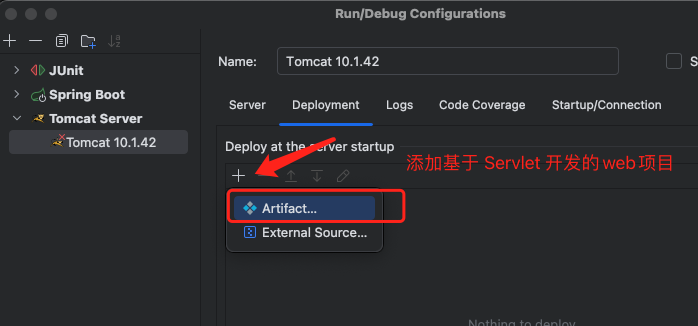 Run/Debug Configurations
Name:
Tomcat 10.1.42
S
JUnit
Spring Boot
Tomcat Server
Tomcat 10.1.42
Server
Deployment
Logs
Code Coverage
Startup/Connection
Deploy at the server startup
添加基于 Servlet 开发的web项目
Artifact...
External Source...
Nothing to deploy